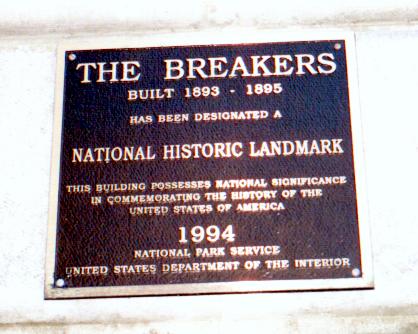 THE BREAKERS
BUILT 1893 - 1895
HAS BEEN DESIGNATED A
NATIONAL HISTORIC LANDMARK
THIS BUILDING POSSESSES NATIONAL SIGNIFICANCE
IN COMMEMORATING THE HISTORY OF THE
UNITED STATES OF AMERICA
1994
NATIONAL PARK SERVICE
UNITED STATES DEPARTMENT OF THE INTERIOR